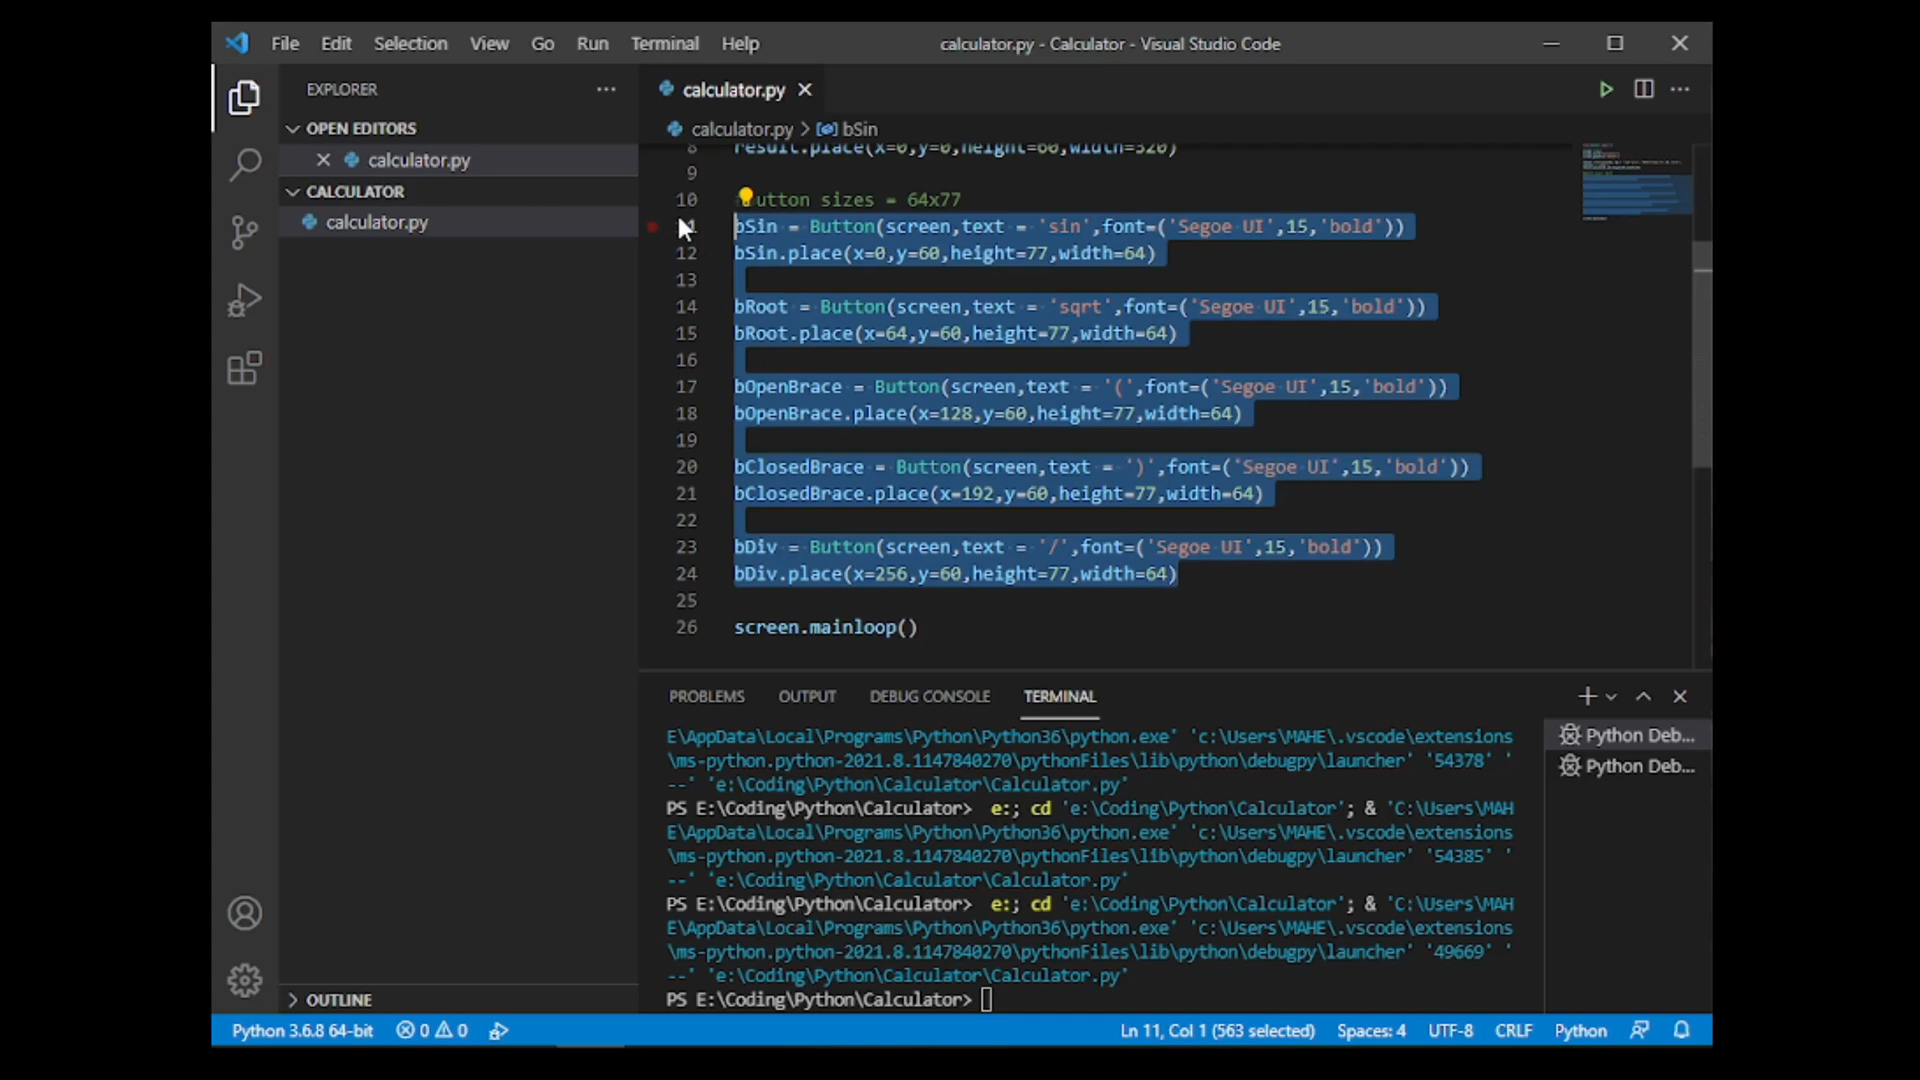 File Edit Selection View Go Run Terminal Help calculator.py - Calculator - Visual Studio Code
EXPLORER
OPEN EDITORS
calculator.py
CALCULATOR
calculator.py
OUTLINE
calculator.py
calculator.py > bSin
8 result.place(x=0,y=0,height=60,width=320)
9
10 utton sizes = 64x77
11 bSin = Button(screen,text = 'sin',font=('Segoe UI',15,'bold'))
12 bSin.place(x=0,y=60,height=77,width=64)
13
14 bRoot = Button(screen,text = 'sqrt',font=('Segoe UI',15,'bold'))
15 bRoot.place(x=64,y=60,height=77,width=64)
16
17 bOpenBrace = Button(screen,text = '(',font=('Segoe UI',15,'bold'))
18 bOpenBrace.place(x=128,y=60,height=77,width=64)
19
20 bClosedBrace = Button(screen,text = ')',font=('Segoe UI',15,'bold'))
21 bClosedBrace.place(x=192,y=60,height=77,width=64)
22
23 bDiv = Button(screen,text = '/',font=('Segoe UI',15,'bold'))
24 bDiv.place(x=256,y=60,height=77,width=64)
25
26 screen.mainloop()
PROBLEMS OUTPUT DEBUG CONSOLE TERMINAL
E\AppData\Local\Programs\Python\Python36\python.exe' 'c:\Users\MAHE\.vscode\extensions
\ms-python.python-2021.8.1147840270\pythonFiles\lib\python\debugpy\launcher' '54378' '
--' 'e:\Coding\Python\Calculator\Calculator.py'
PS E:\Coding\Python\Calculator> e:; cd 'e:\Coding\Python\Calculator'; & 'C:\Users\MAH
E\AppData\Local\Programs\Python\Python36\python.exe' 'c:\Users\MAHE\.vscode\extensions
\ms-python.python-2021.8.1147840270\pythonFiles\lib\python\debugpy\launcher' '54385' '
--' 'e:\Coding\Python\Calculator\Calculator.py'
PS E:\Coding\Python\Calculator> e:; cd 'e:\Coding\Python\Calculator'; & 'C:\Users\MAH
E\AppData\Local\Programs\Python\Python36\python.exe' 'c:\Users\MAHE\.vscode\extensions
\ms-python.python-2021.8.1147840270\pythonFiles\lib\python\debugpy\launcher' '49669' '
--' 'e:\Coding\Python\Calculator\Calculator.py'
PS E:\Coding\Python\Calculator>
Python Deb...
Python Deb...
Python 3.6.8 64-bit 0 0 Ln 11, Col 1 (563 selected) Spaces: 4 UTF-8 CRLF Python